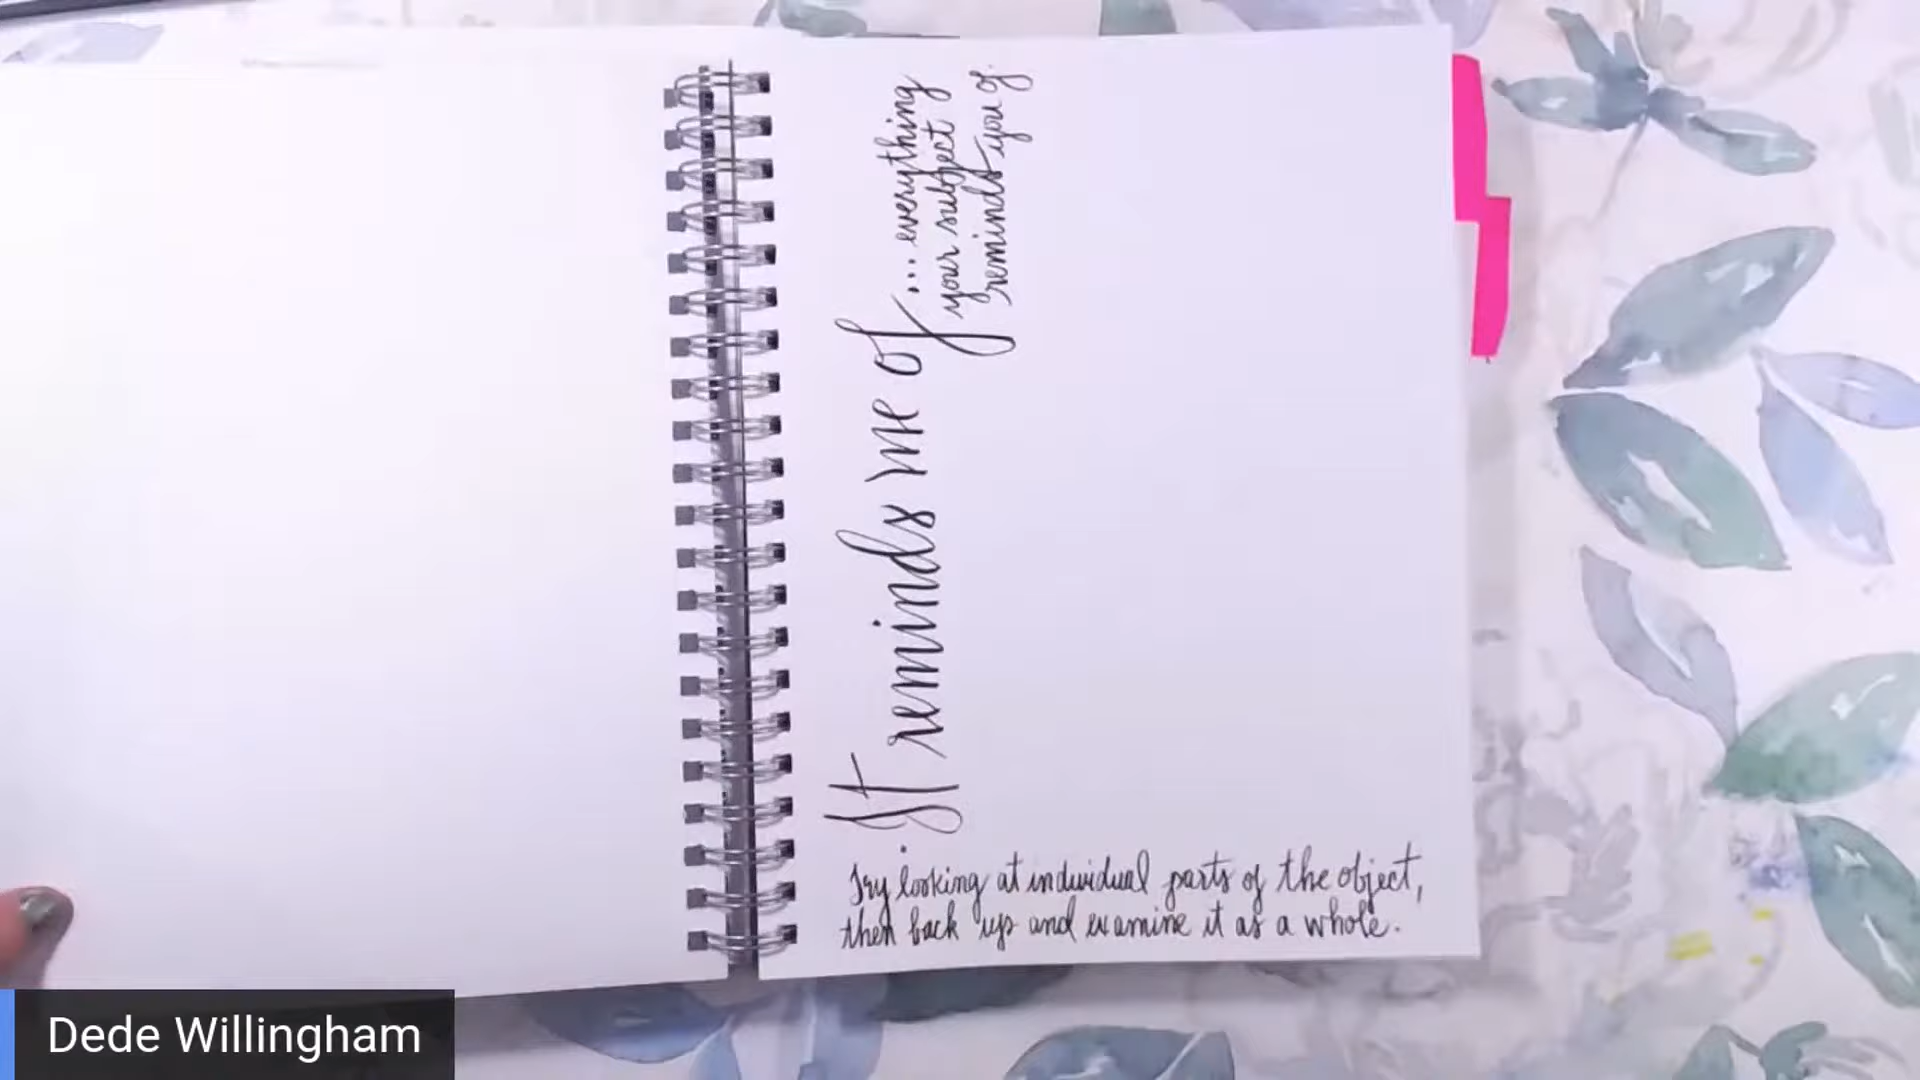 It reminds me of
... everything
your subject
reminds you of.
Try looking at individual parts of the object,
then back up and examine it as a whole.
Dede Willingham